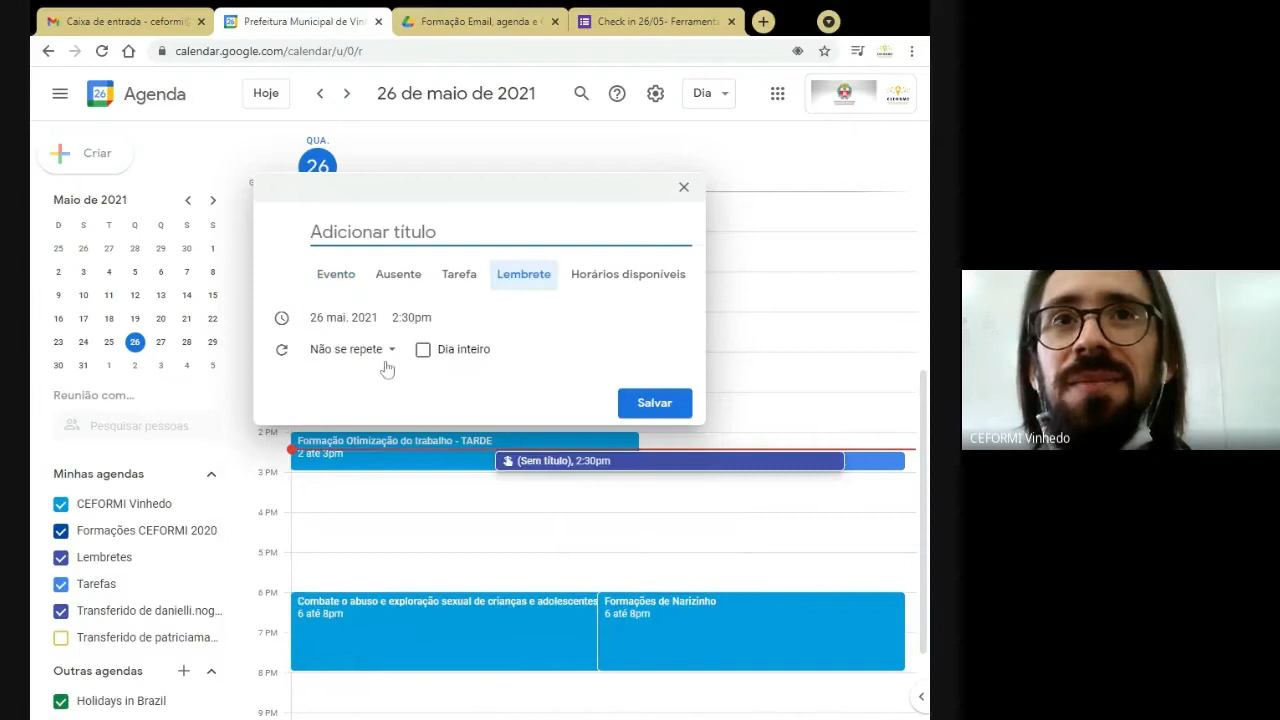 Caixa de entrada - ceformi@
Prefeitura Municipal de Vin
Formação Email, agenda e
Check in 26/05- Ferramenta
calendar.google.com/calendar/u/0/r
26
Agenda
Hoje
26 de maio de 2021
Dia
CEFORMI
Criar
QUA.
26
Maio de 2021
D S T Q Q S S
25 26 27 28 29 30 1
2 3 4 5 6 7 8
9 10 11 12 13 14 15
16 17 18 19 20 21 22
23 24 25 26 27 28 29
30 31 1 2 3 4 5
Adicionar título
Evento Ausente Tarefa Lembrete Horários disponíveis
26 mai. 2021 2:30pm
Não se repete Dia inteiro
Salvar
Reunião com...
Pesquisar pessoas
Minhas agendas
CEFORMI Vinhedo
Formações CEFORMI 2020
Lembretes
Tarefas
Transferido de danielli.nog...
Transferido de patriciama...
Outras agendas
Holidays in Brazil
2 PM
Formação Otimização do trabalho - TARDE
2 até 3pm
(Sem título), 2:30pm
3 PM
4 PM
5 PM
6 PM
Combate o abuso e exploração sexual de crianças e adolescentes
6 até 8pm
Formações de Narizinho
6 até 8pm
7 PM
8 PM
9 PM
CEFORMI Vinhedo